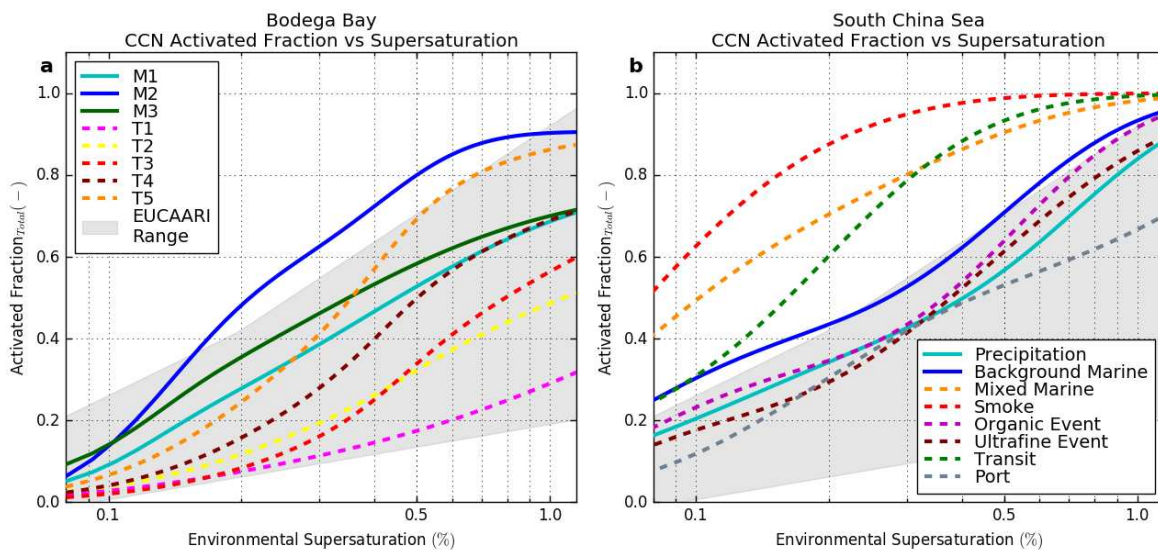 Bodega Bay
CCN Activated Fraction vs Supersaturation
a
M1
M2
M3
T1
T2
T3
T4
T5
EUCAARI
Range
1.0
0.8
0.6
0.4
0.2
0.0
Activated Fraction_Total(−)
0.1
0.5
1.0
Environmental Supersaturation (%)
South China Sea
CCN Activated Fraction vs Supersaturation
b
1.0
0.8
0.6
0.4
0.2
0.0
Activated Fraction_Total(−)
Precipitation
Background Marine
Mixed Marine
Smoke
Organic Event
Ultrafine Event
Transit
Port
0.1
0.5
1.0
Environmental Supersaturation (%)